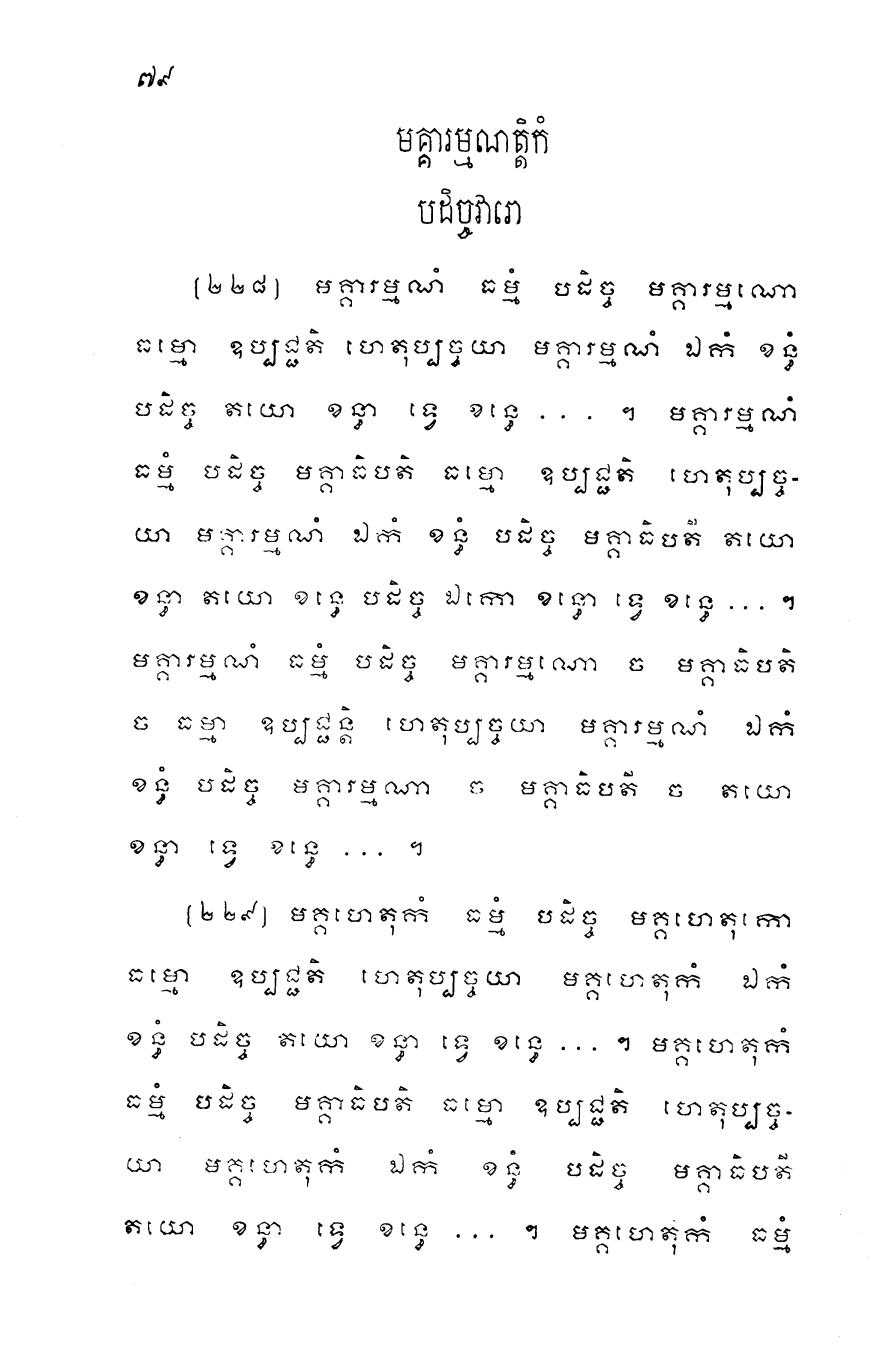 ៧៩
មគ្គារម្មណត្តិកំ
បដិច្ចវារោ
(២២៨) មគ្គារម្មណំ ធម្មំ បដិច្ច មគ្គារម្មណោ
ធម្មោ ឧប្បជ្ជតិ ហេតុប្បច្ចយា មគ្គារម្មណំ ឯកំ ខន្ធំ
បដិច្ច តយោ ខន្ធា ទ្វេ ខន្ធេ ... ។ មគ្គារម្មណំ
ធម្មំ បដិច្ច មគ្គាធិបតិ ធម្មោ ឧប្បជ្ជតិ ហេតុប្បច្ច-
យា មគ្គារម្មណំ ឯកំ ខន្ធំ បដិច្ច មគ្គាធិបតី តយោ
ខន្ធា តយោ ខន្ធេ បដិច្ច ឯកោ ខន្ធោ ទ្វេ ខន្ធេ ... ។
មគ្គារម្មណំ ធម្មំ បដិច្ច មគ្គារម្មណោ ច មគ្គាធិបតិ
ច ធម្មា ឧប្បជ្ជន្តិ ហេតុប្បច្ចយា មគ្គារម្មណំ ឯកំ
ខន្ធំ បដិច្ច មគ្គារម្មណា ច មគ្គាធិបតី ច តយោ
ខន្ធា ទ្វេ ខន្ធេ ... ។
(២២៩) មគ្គហេតុកំ ធម្មំ បដិច្ច មគ្គហេតុកោ
ធម្មោ ឧប្បជ្ជតិ ហេតុប្បច្ចយា មគ្គហេតុកំ ឯកំ
ខន្ធំ បដិច្ច តយោ ខន្ធា ទ្វេ ខន្ធេ ... ។ មគ្គហេតុកំ
ធម្មំ បដិច្ច មគ្គាធិបតិ ធម្មោ ឧប្បជ្ជតិ ហេតុប្បច្ច-
យា មគ្គហេតុកំ ឯកំ ខន្ធំ បដិច្ច មគ្គាធិបតី
តយោ ខន្ធា ទ្វេ ខន្ធេ ... ។ មគ្គហេតុកំ ធម្មំ